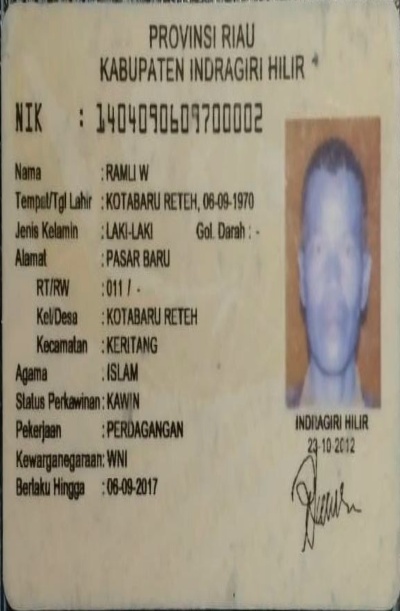 PROVINSI RIAU
KABUPATEN INDRAGIRI HILIR
NIK : 1404090609700002
Nama : RAMLI W
Tempat/Tgl Lahir : KOTABARU RETEH, 06-09-1970
Jenis Kelamin : LAKI-LAKI Gol. Darah : -
Alamat : PASAR BARU
RT/RW : 011 / -
Kel/Desa : KOTABARU RETEH
Kecamatan : KERITANG
Agama : ISLAM
Status Perkawinan: KAWIN
Pekerjaan : PERDAGANGAN
Kewarganegaraan: WNI
Berlaku Hingga : 06-09-2017
INDRAGIRI HILIR
23-10-2012